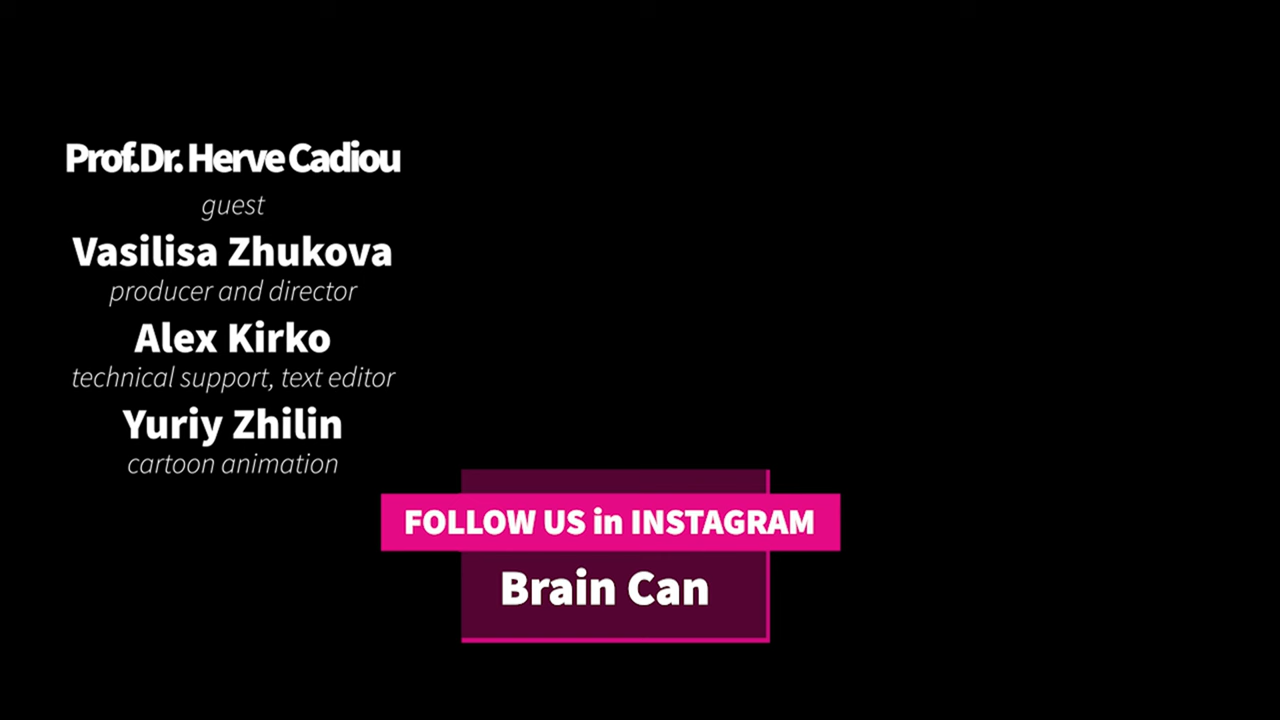 Prof.Dr. Herve Cadiou
guest
Vasilisa Zhukova
producer and director
Alex Kirko
technical support, text editor
Yuriy Zhilin
cartoon animation
FOLLOW US in INSTAGRAM
Brain Can